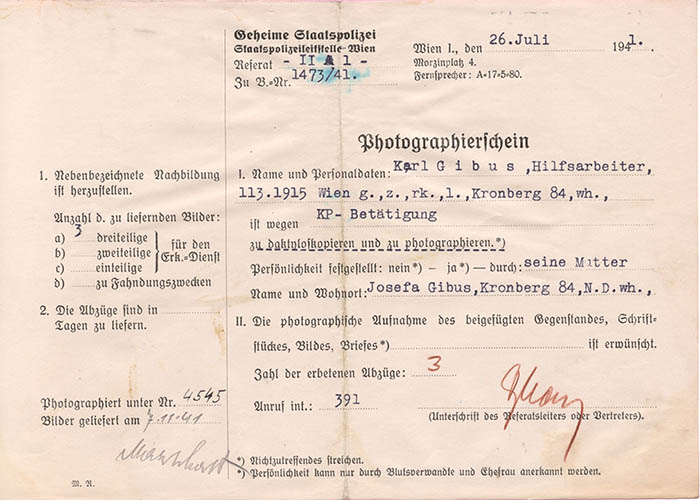 Geheime Staatspolizei
Staatspolizeileitstelle Wien
Referat - II A 1 -
Zu B.=Nr. 1473/41.
Wien I., den 26.Juli 1941.
Morzinplatz 4.
Fernsprecher: A=17=5=80.
Photographierschein
1. Nebenbezeichnete Nachbildung
ist herzustellen.
Anzahl d. zu liefernden Bilder:
a) 3 dreiteilige
b) zweiteilige
c) einteilige
für den
Erk.=Dienst
d) zu Fahndungszwecken
2. Die Abzüge sind in
Tagen zu liefern.
Photographiert unter Nr. 4545
Bilder geliefert am 7.11.41
M. R.
I. Name und Personaldaten: Karl G i b u s ,Hilfsarbeiter,
113.1915 Wien g.,z.,rk.,l., Kronberg 84,wh.,
ist wegen KP- Betätigung
zu daktyloskopieren und zu photographieren.*)
Persönlichkeit festgestellt: nein*) – ja*) – durch: seine Mutter
Name und Wohnort: Josefa Gibus,Kronberg 84,N.D.wh.,
II. Die photographische Aufnahme des beigefügten Gegenstandes, Schrift=
stückes, Bildes, Briefes*) ist erwünscht.
Zahl der erbetenen Abzüge: 3
Anruf int.: 391
(Unterschrift des Referatsleiters oder Vertreters).
*) Nichtzutreffendes streichen.
*) Persönlichkeit kann nur durch Blutsverwandte und Ehefrau anerkannt werden.